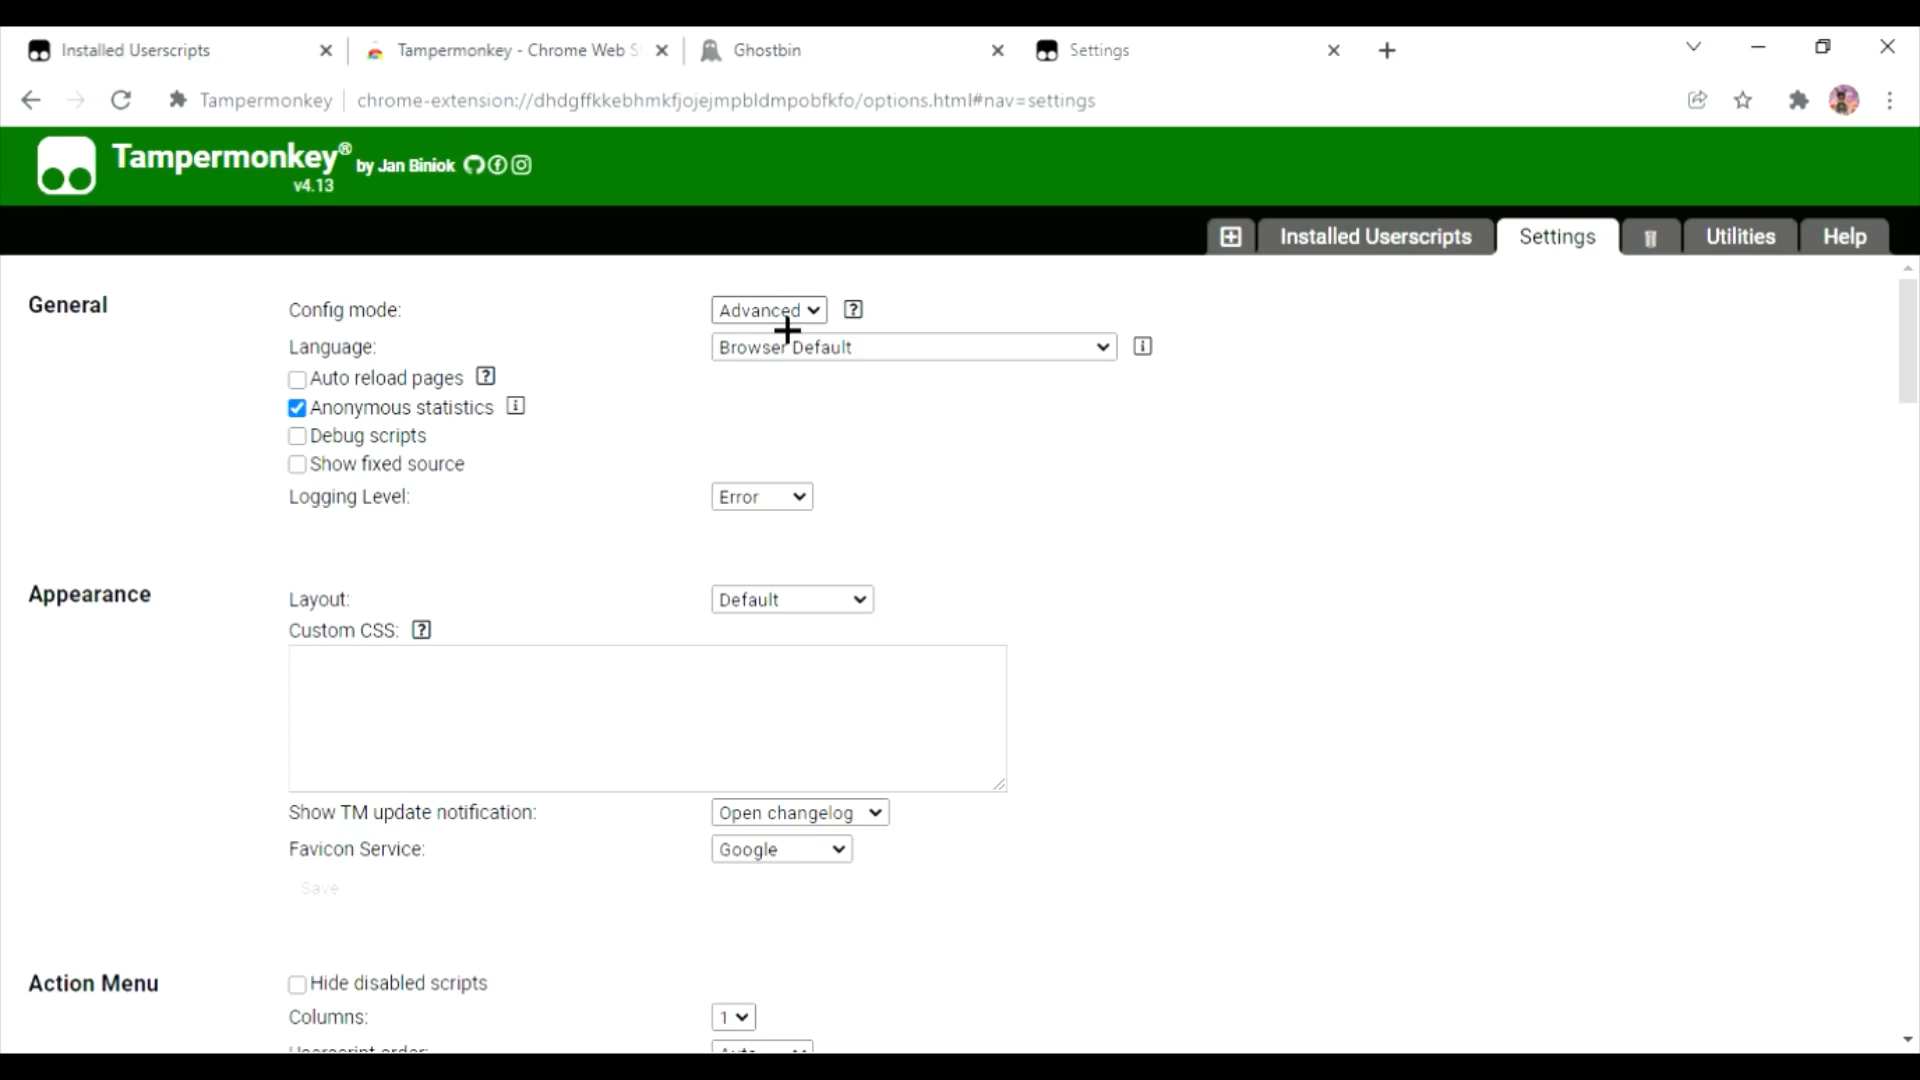 Installed Userscripts
Tampermonkey - Chrome Web S
Ghostbin
Settings
Tampermonkey
chrome-extension://dhdgffkkebhmkfjojejmpbldmpobfkfo/options.html#nav=settings
Tampermonkey® by Jan Biniok
v4.13
Installed Userscripts
Settings
Utilities
Help
General
Config mode: Advanced
Language: Browser Default
Auto reload pages
Anonymous statistics
Debug scripts
Show fixed source
Logging Level: Error
Appearance
Layout: Default
Custom CSS:
Show TM update notification: Open changelog
Favicon Service: Google
Save
Action Menu
Hide disabled scripts
Columns: 1